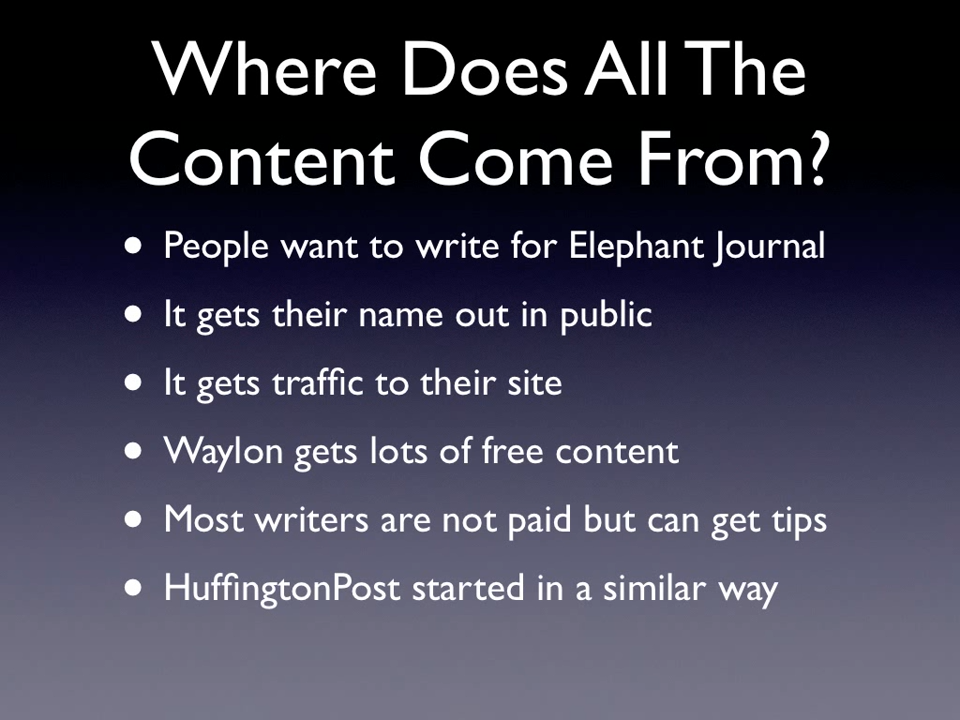 Where Does All The
Content Come From?
• People want to write for Elephant Journal
• It gets their name out in public
• It gets traffic to their site
• Waylon gets lots of free content
• Most writers are not paid but can get tips
• HuffingtonPost started in a similar way